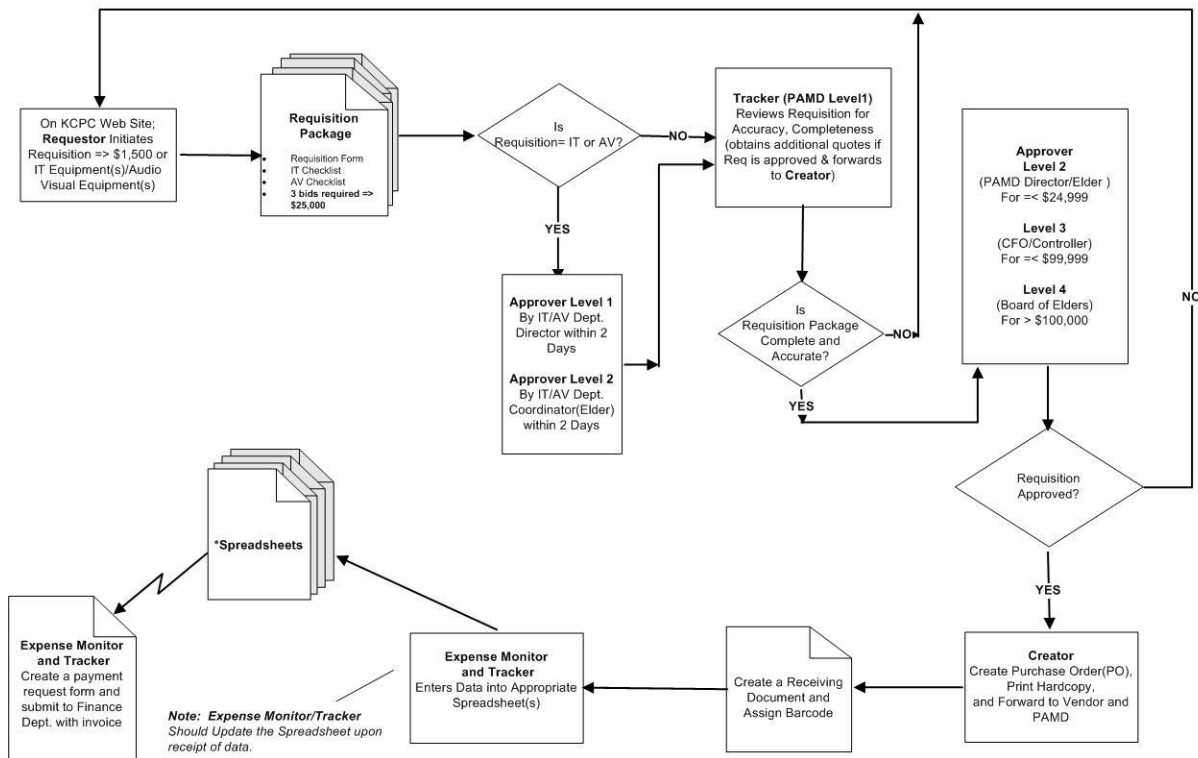 On KCPC Web Site;
Requestor Initiates
Requisition => $1,500 or
IT Equipment(s)/Audio
Visual Equipment(s)
Requisition
Package
• Requisition Form
• IT Checklist
• AV Checklist
• 3 bids required =>
$25,000
Is
Requisition= IT or AV?
NO
YES
Approver Level 1
By IT/AV Dept.
Director within 2
Days
Approver Level 2
By IT/AV Dept.
Coordinator(Elder)
within 2 Days
Tracker (PAMD Level1)
Reviews Requisition for
Accuracy, Completeness
(obtains additional quotes if
Req is approved & forwards
to Creator)
Is
Requisition Package
Complete and
Accurate?
NO
YES
Approver
Level 2
(PAMD Director/Elder )
For =< $24,999
Level 3
(CFO/Controller)
For =< $99,999
Level 4
(Board of Elders)
For > $100,000
NO
Requisition
Approved?
YES
Creator
Create Purchase Order(PO),
Print Hardcopy,
and Forward to Vendor and
PAMD
Create a Receiving
Document and
Assign Barcode
Expense Monitor
and Tracker
Enters Data into Appropriate
Spreadsheet(s)
*Spreadsheets
Expense Monitor
and Tracker
Create a payment
request form and
submit to Finance
Dept. with invoice
Note: Expense Monitor/Tracker
Should Update the Spreadsheet upon
receipt of data.